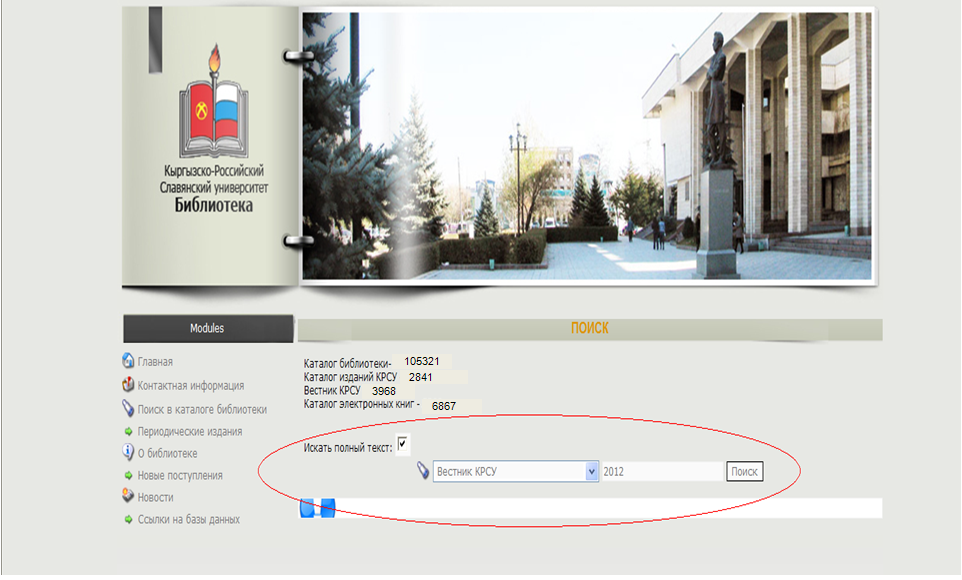 Кыргызско-Российский
Славянский университет
Библиотека
Modules
Главная
Контактная информация
Поиск в каталоге библиотеки
Периодические издания
О библиотеке
Новые поступления
Новости
Ссылки на базы данных
ПОИСК
Каталог библиотеки- 105321
Каталог изданий КРСУ 2841
Вестник КРСУ 3968
Каталог электронных книг - 6867
Искать полный текст:
Вестник КРСУ 2012 Поиск